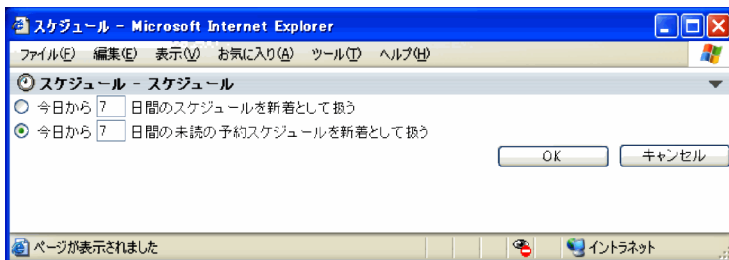 スケジュール - Microsoft Internet Explorer
ファイル(F) 編集(E) 表示(V) お気に入り(A) ツール(T) ヘルプ(H)
スケジュール - スケジュール
今日から 7 日間のスケジュールを新着として扱う
今日から 7 日間の未読の予約スケジュールを新着として扱う
OK キャンセル
ページが表示されました イントラネット